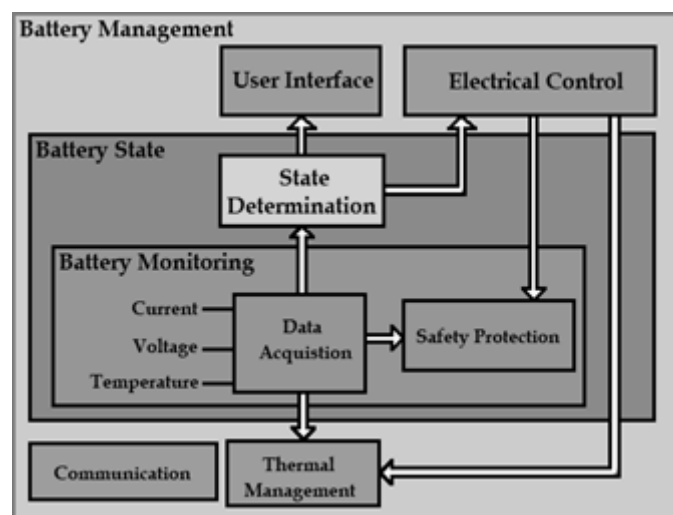 Battery Management
User Interface
Electrical Control
Battery State
State
Determination
Battery Monitoring
Current
Voltage
Temperature
Data
Acquistion
Safety Protection
Communication
Thermal
Management